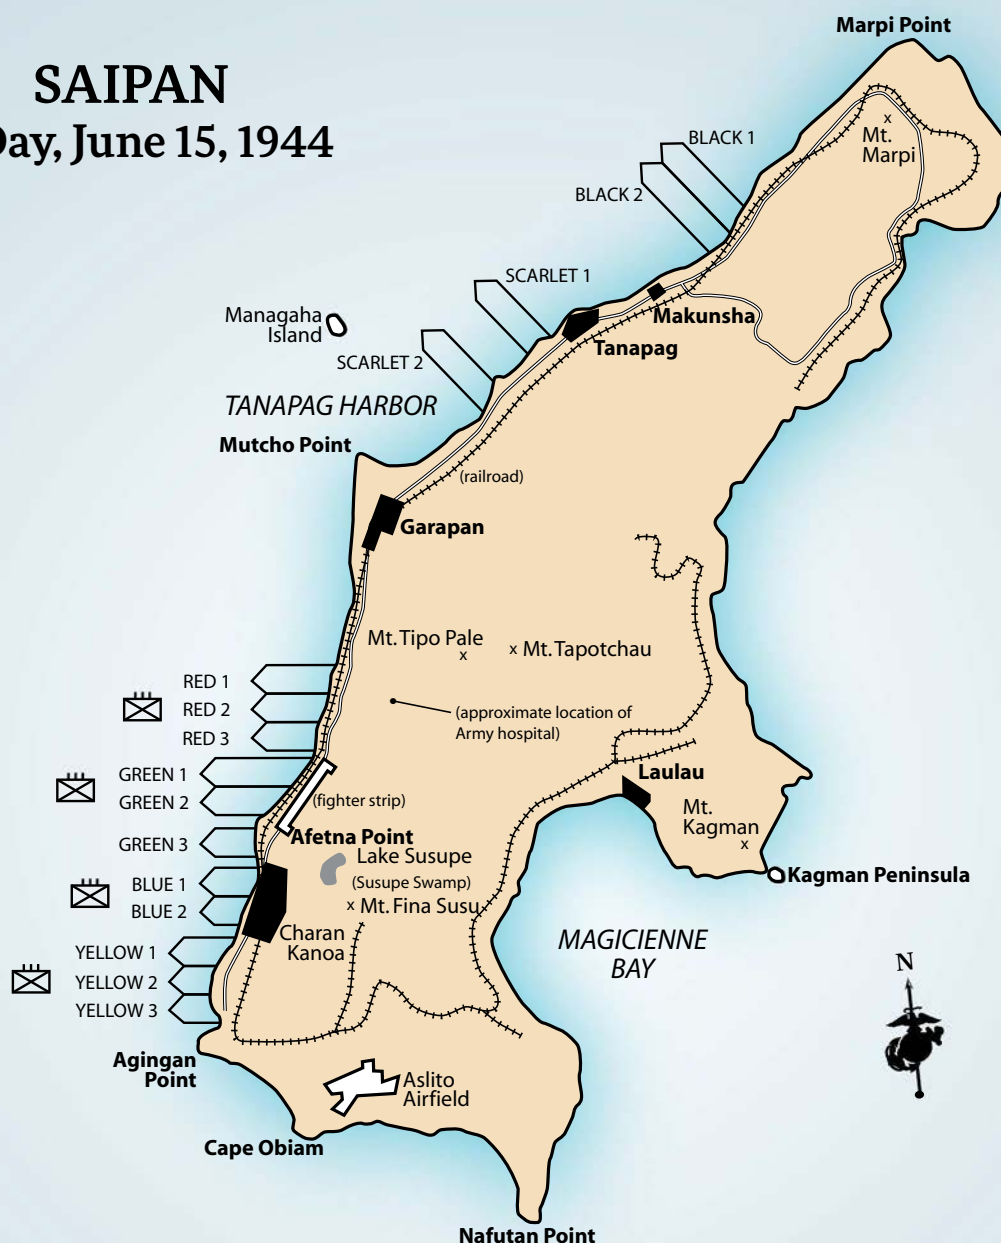 SAIPAN
Day, June 15, 1944
Marpi Point
Mt.
Marpi
BLACK 1
BLACK 2
SCARLET 1
Managaha
Island
SCARLET 2
Makunsha
Tanapag
TANAPAG HARBOR
Mutcho Point
(railroad)
Garapan
Mt. Tipo Pale
x
x Mt. Tapotchau
x
RED 1
RED 2
RED 3
(approximate location of
Army hospital)
GREEN 1
GREEN 2
GREEN 3
(fighter strip)
Laulau
Mt.
Kagman
x
Afetna Point
Lake Susupe
(Susupe Swamp)
x Mt. Fina Susu
BLUE 1
BLUE 2
Kagman Peninsula
Charan
Kanoa
MAGICIENNE
BAY
YELLOW 1
YELLOW 2
YELLOW 3
N
Agingan
Point
Aslito
Airfield
Cape Obiam
Nafutan Point